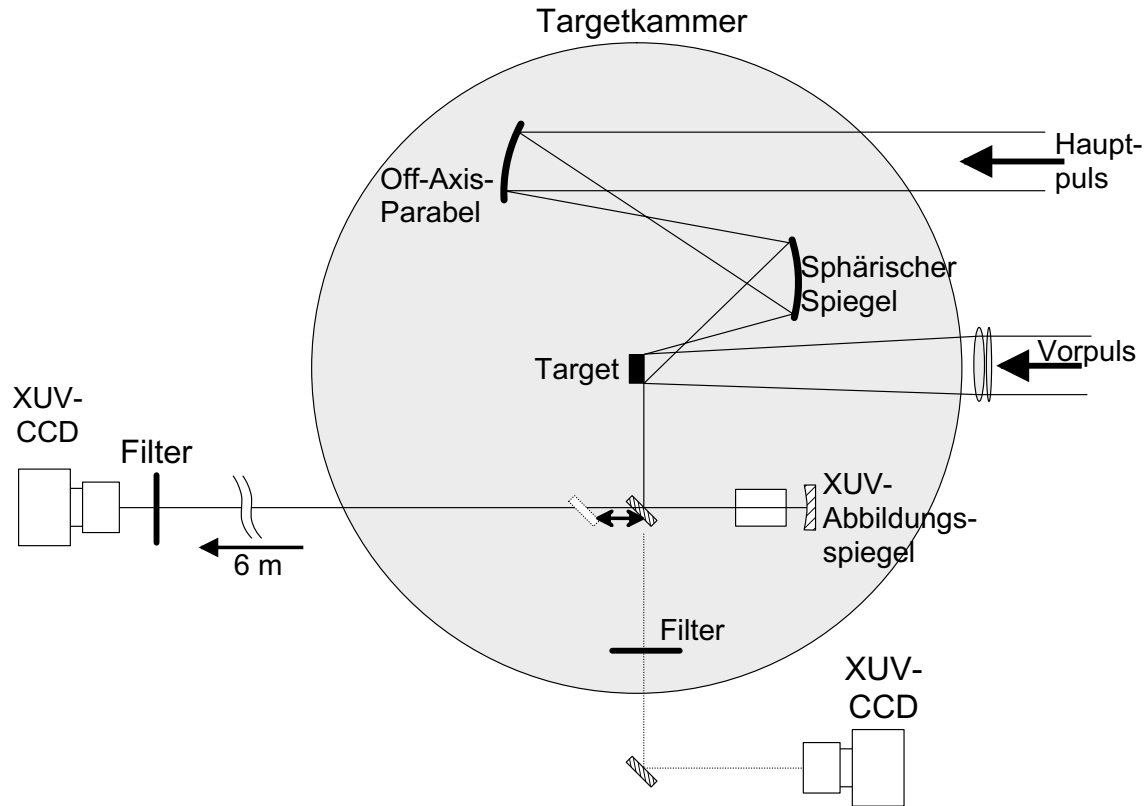 Targetkammer
Haupt-
puls
Off-Axis-
Parabel
Sphärischer
Spiegel
Target
Vorpuls
XUV-
CCD
Filter
XUV-
Abbildungs-
spiegel
6 m
Filter
XUV-
CCD